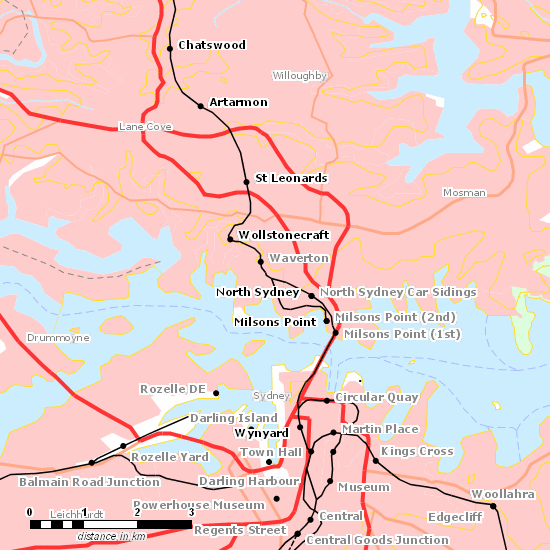 Chatswood
Willoughby
Artarmon
Lane Cove
St Leonards
Mosman
Wollstonecraft
Waverton
North Sydney
North Sydney Car Sidings
Milsons Point
Milsons Point (2nd)
Milsons Point (1st)
Drummoyne
Rozelle DE
Sydney
Circular Quay
Darling Island
Wynyard
Martin Place
Rozelle Yard
Town Hall
Kings Cross
Balmain Road Junction
Darling Harbour
Museum
Woollahra
Powerhouse Museum
Leichhardt
Central
Edgecliff
0 1 2 3
Regents Street
distance in km
Central Goods Junction